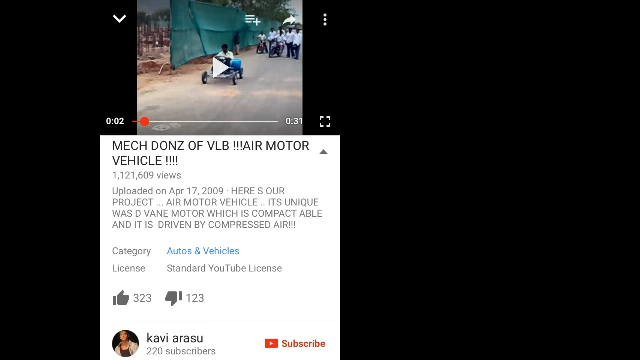 0:02
0:31
MECH DONZ OF VLB !!!AIR MOTOR
VEHICLE !!!!
1,121,609 views
Uploaded on Apr 17, 2009 · HERE S OUR
PROJECT ... AIR MOTOR VEHICLE .. ITS UNIQUE
WAS D VANE MOTOR WHICH IS COMPACT ABLE
AND IT IS DRIVEN BY COMPRESSED AIR!!!
Category Autos & Vehicles
License Standard YouTube License
323 123
kavi arasu
220 subscribers
Subscribe